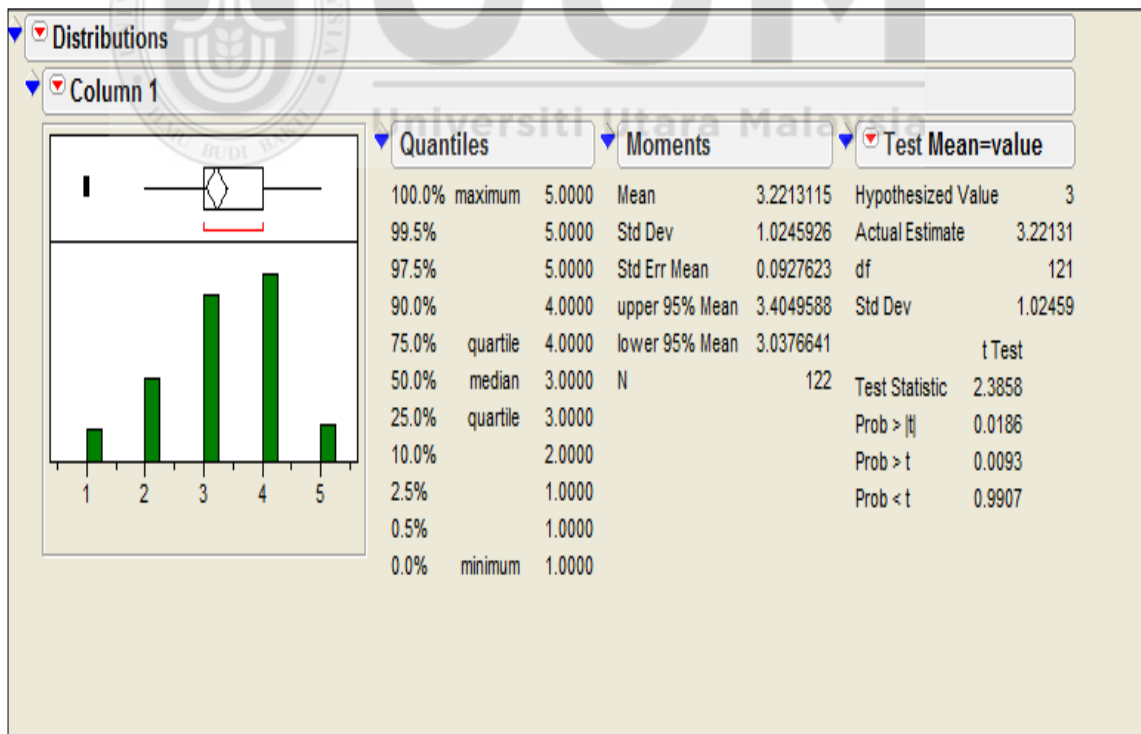 UUM
Universiti Utara Malaysia
BUDI
Distributions
Column 1
1 2 3 4 5
Quantiles
100.0% maximum 5.0000
99.5% 5.0000
97.5% 5.0000
90.0% 4.0000
75.0% quartile 4.0000
50.0% median 3.0000
25.0% quartile 3.0000
10.0% 2.0000
2.5% 1.0000
0.5% 1.0000
0.0% minimum 1.0000
Moments
Mean 3.2213115
Std Dev 1.0245926
Std Err Mean 0.0927623
upper 95% Mean 3.4049588
lower 95% Mean 3.0376641
N 122
Test Mean=value
Hypothesized Value 3
Actual Estimate 3.22131
df 121
Std Dev 1.02459
t Test
Test Statistic 2.3858
Prob > |t| 0.0186
Prob > t 0.0093
Prob < t 0.9907